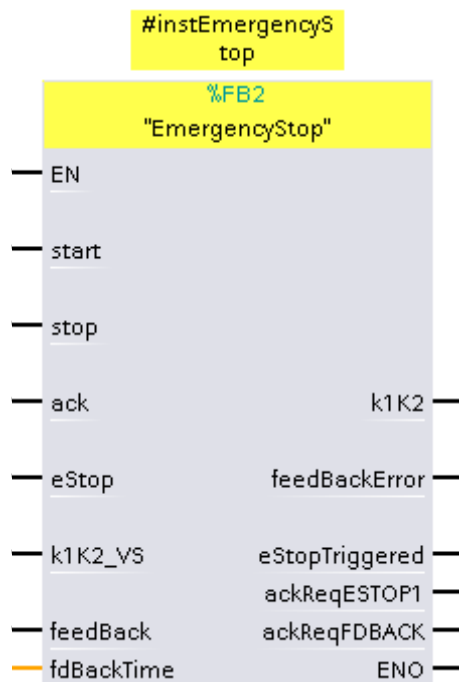 #instEmergencyS
top
%FB2
"EmergencyStop"
EN
start
stop
ack k1K2
eStop feedBackError
k1K2_VS eStopTriggered
ackReqESTOP1
feedBack ackReqFDBACK
fdBackTime ENO